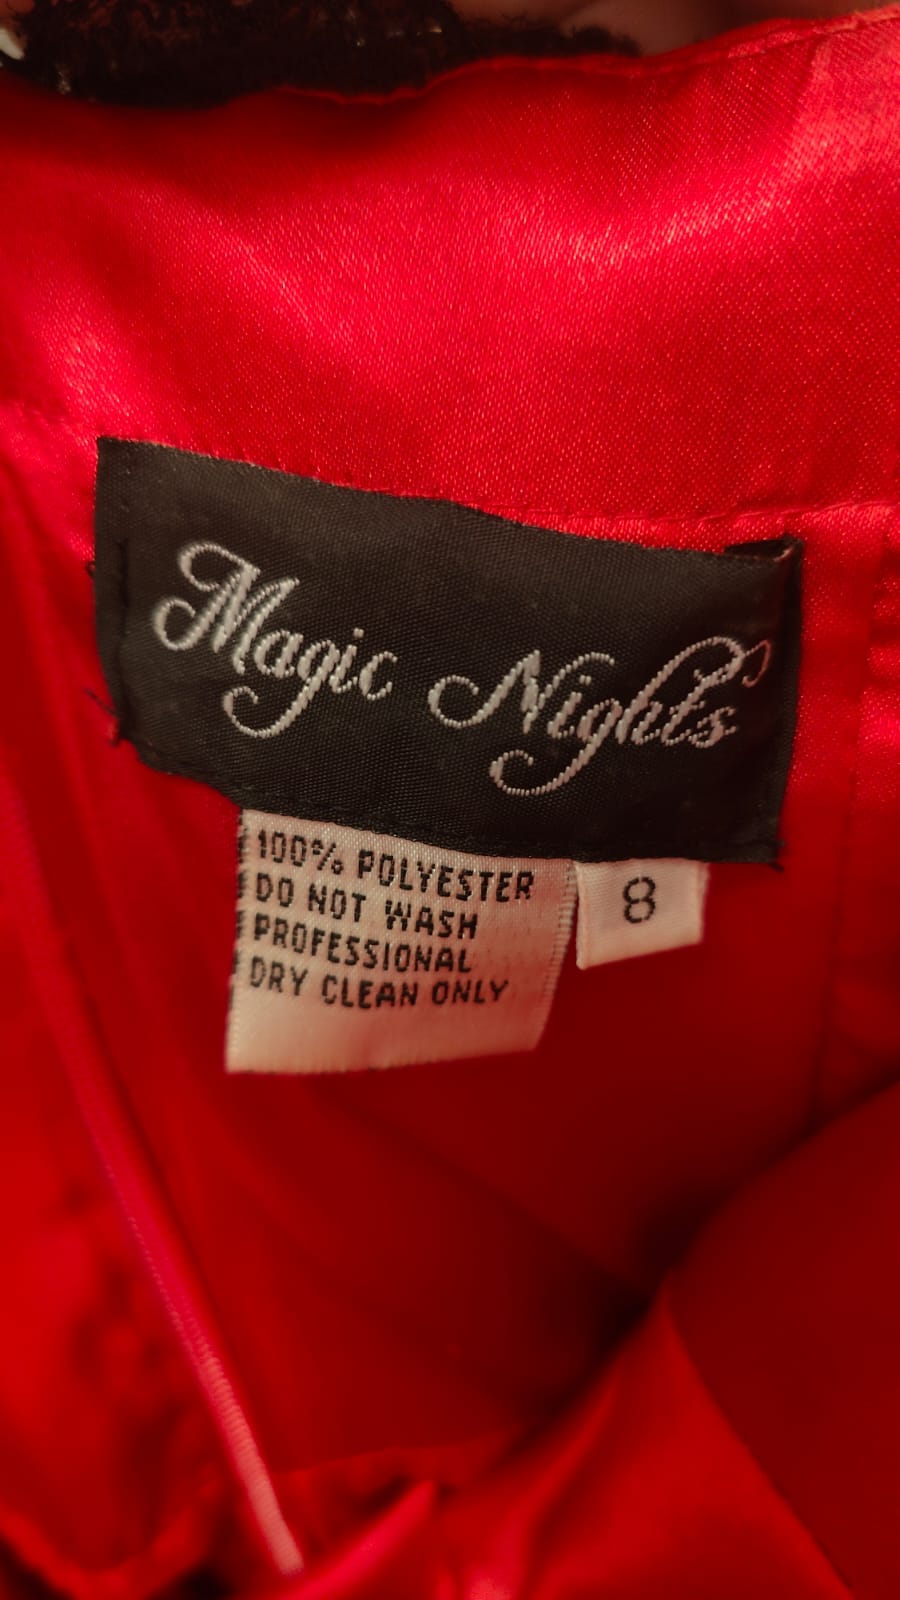 Magic Nights
100% POLYESTER
DO NOT WASH
PROFESSIONAL
DRY CLEAN ONLY
8